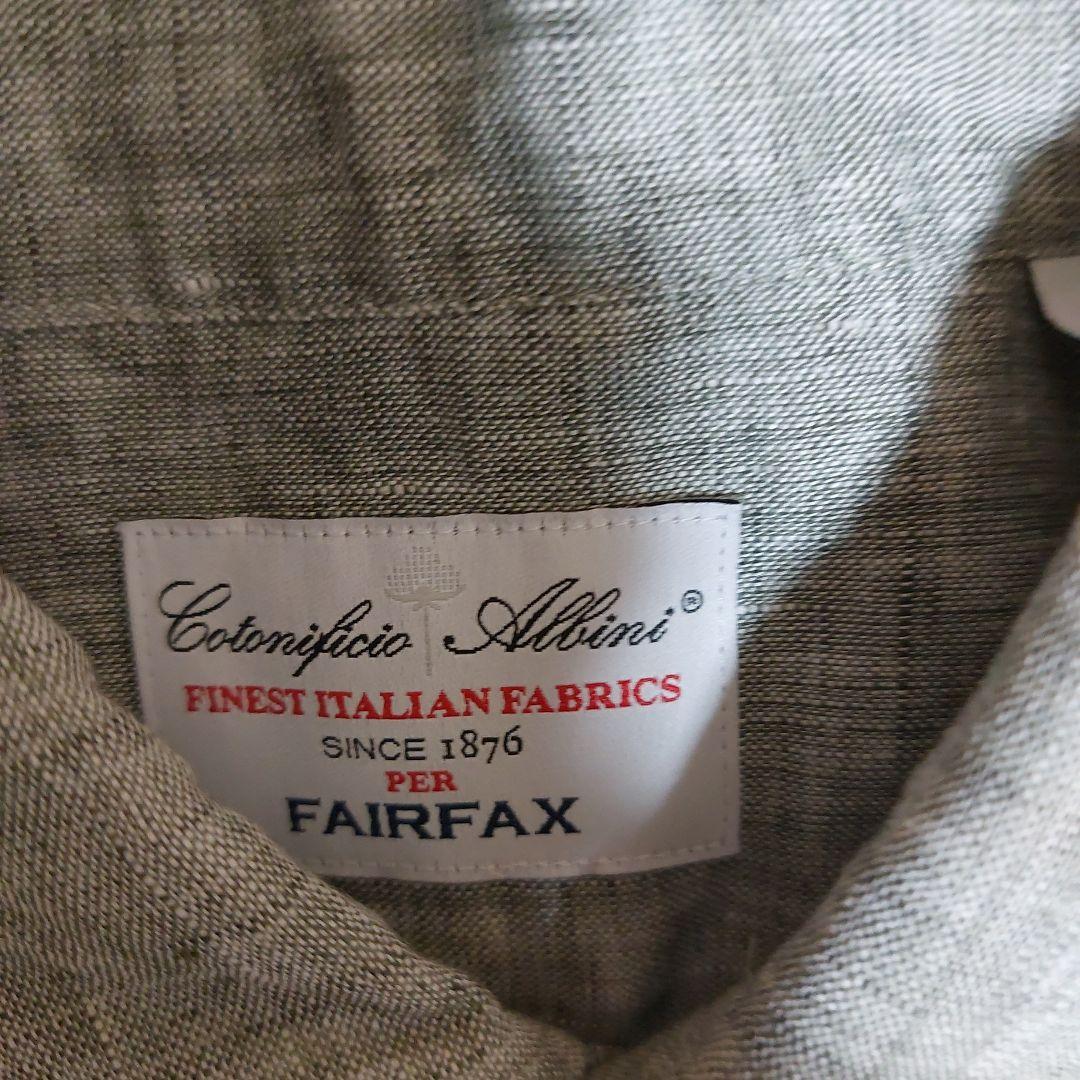 Cotonificio Albini®
FINEST ITALIAN FABRICS
SINCE 1876
PER
FAIRFAX